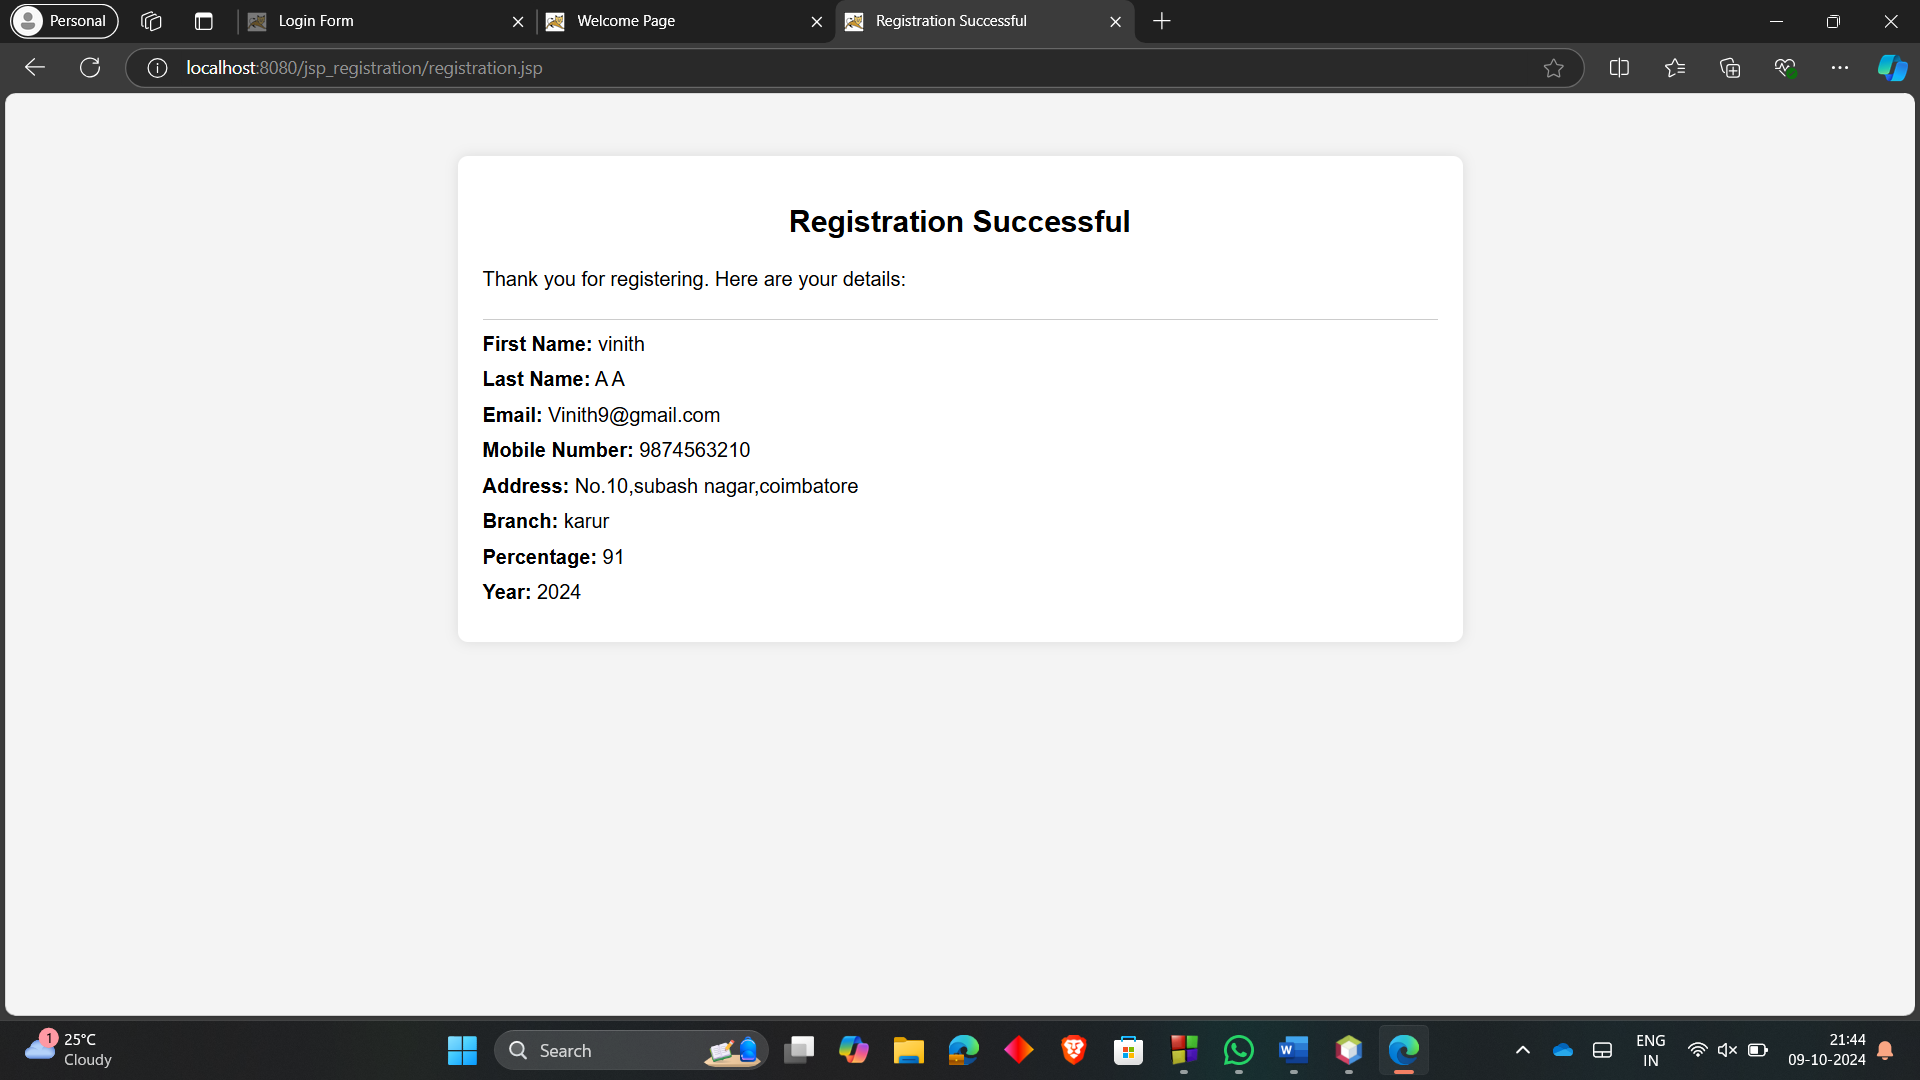 Personal
Login Form
Welcome Page
Registration Successful
localhost:8080/jsp_registration/registration.jsp
Registration Successful
Thank you for registering. Here are your details:
First Name: vinith
Last Name: A A
Email: Vinith9@gmail.com
Mobile Number: 9874563210
Address: No.10,subash nagar,coimbatore
Branch: karur
Percentage: 91
Year: 2024
1
25°C
Cloudy
Search
W
ENG
IN
21:44
09-10-2024